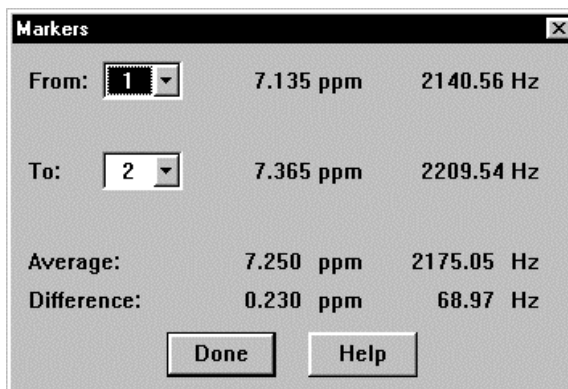 Markers
From: 1 7.135 ppm 2140.56 Hz
To: 2 7.365 ppm 2209.54 Hz
Average: 7.250 ppm 2175.05 Hz
Difference: 0.230 ppm 68.97 Hz
Done Help